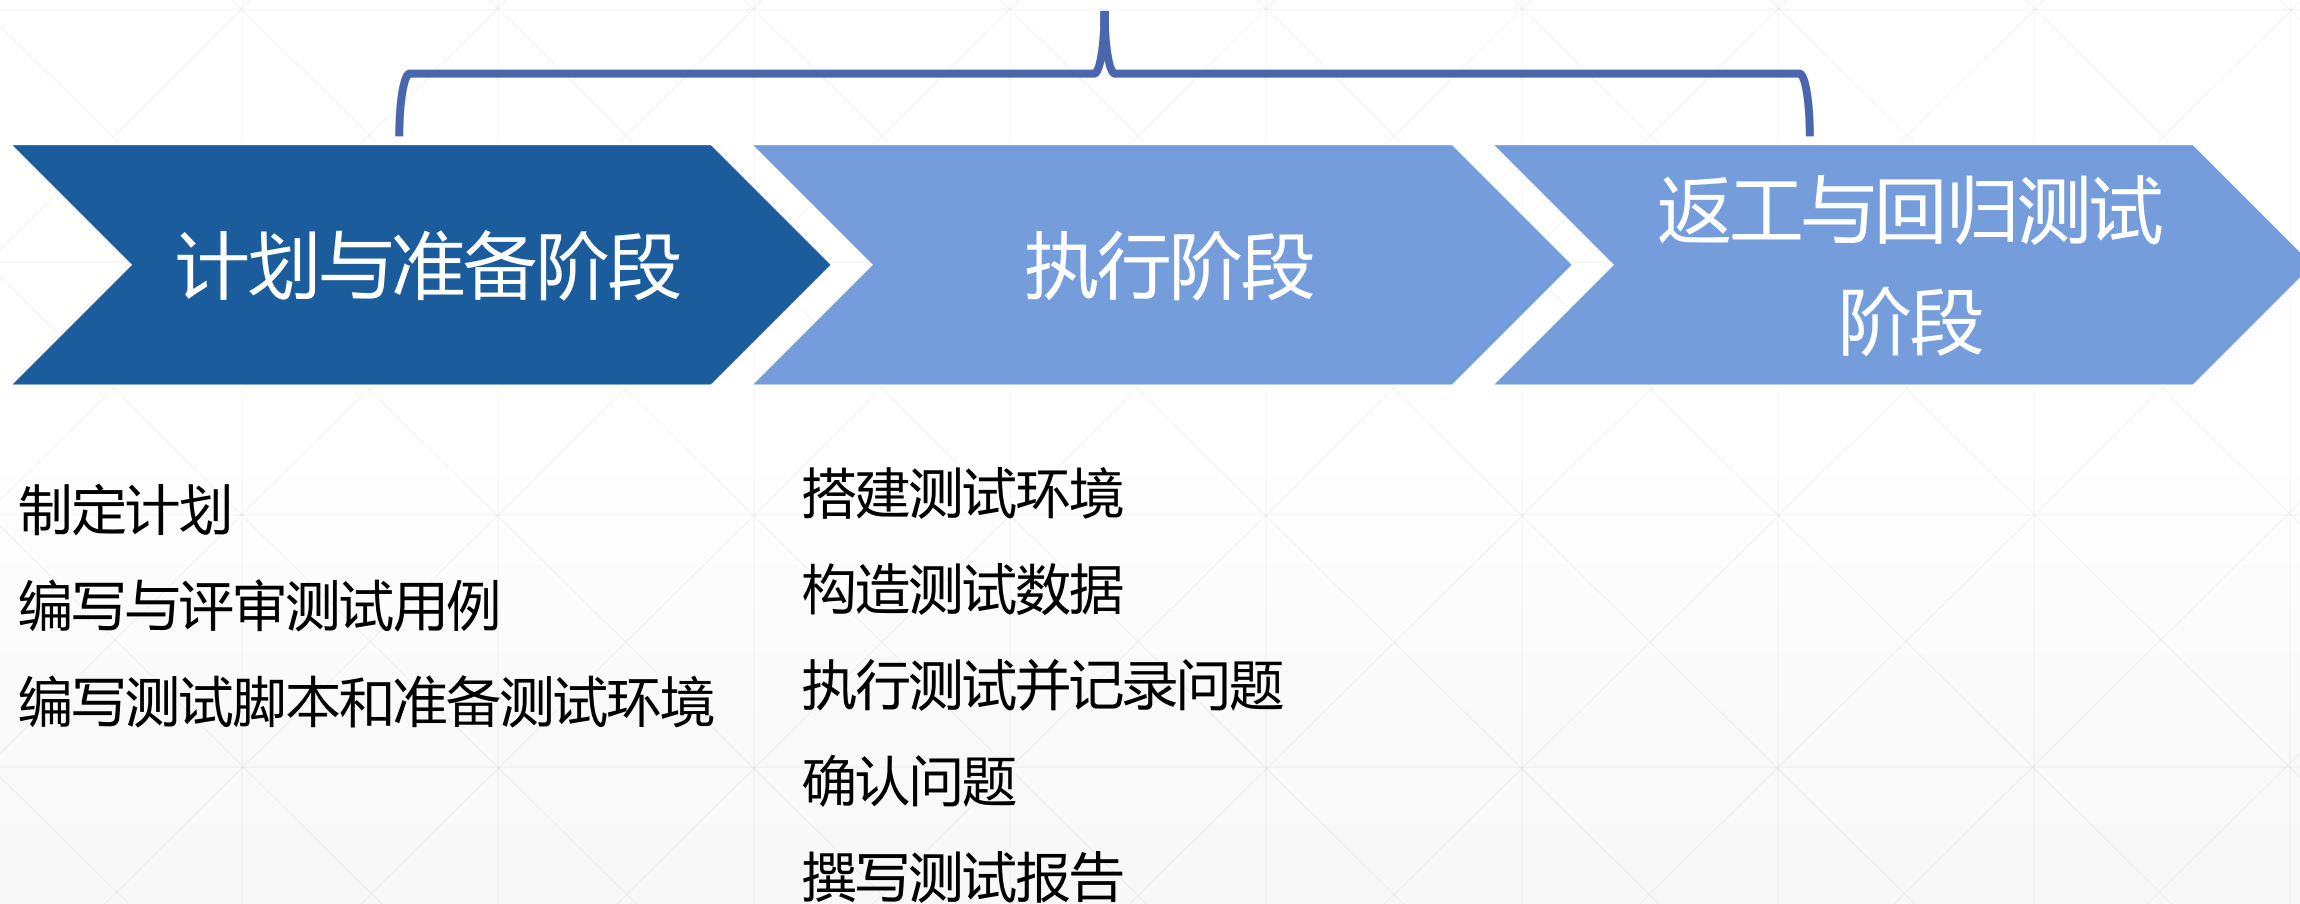 计划与准备阶段
执行阶段
返工与回归测试
阶段
制定计划
编写与评审测试用例
编写测试脚本和准备测试环境
搭建测试环境
构造测试数据
执行测试并记录问题
确认问题
撰写测试报告